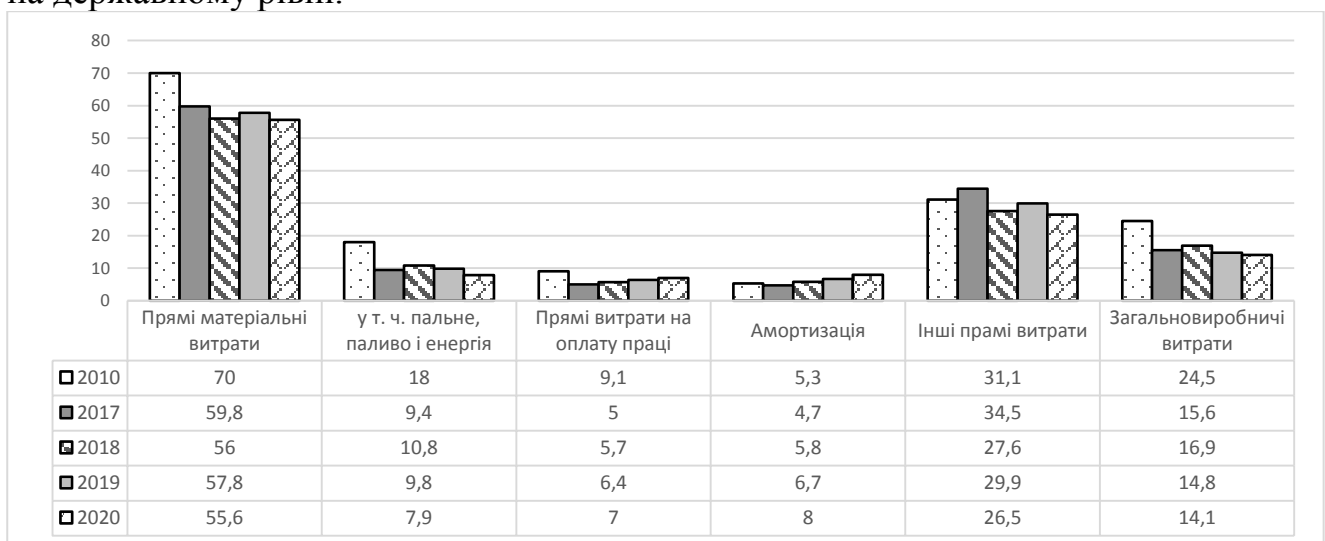 на державному рівні.
80
70
60
50
40
30
20
10
0
Прямі матеріальні витрати
у т. ч. пальне, паливо і енергія
Прямі витрати на оплату праці
Амортизація
Інші прамі витрати
Загальновиробничі витрати
2010 70 18 9,1 5,3 31,1 24,5
2017 59,8 9,4 5 4,7 34,5 15,6
2018 56 10,8 5,7 5,8 27,6 16,9
2019 57,8 9,8 6,4 6,7 29,9 14,8
2020 55,6 7,9 7 8 26,5 14,1